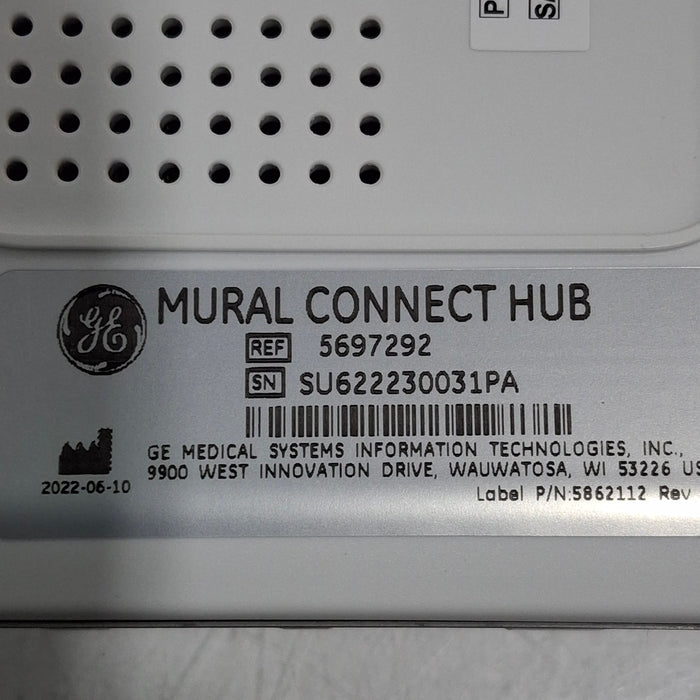 P
S
GE
MURAL CONNECT HUB
REF 5697292
SN SU622230031PA
GE MEDICAL SYSTEMS INFORMATION TECHNOLOGIES, INC.,
9900 WEST INNOVATION DRIVE, WAUWATOSA, WI 53226 US
2022-06-10
Label P/N:5862112 Rev